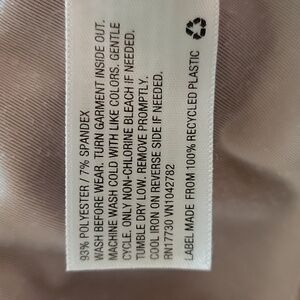 93% POLYESTER / 7% SPANDEX
WASH BEFORE WEAR. TURN GARMENT INSIDE OUT.
MACHINE WASH COLD WITH LIKE COLORS. GENTLE
CYCLE. ONLY NON-CHLORINE BLEACH IF NEEDED.
TUMBLE DRY LOW. REMOVE PROMPTLY.
COOL IRON ON REVERSE SIDE IF NEEDED.
RN17730 VN1042782
LABEL MADE FROM 100% RECYCLED PLASTIC